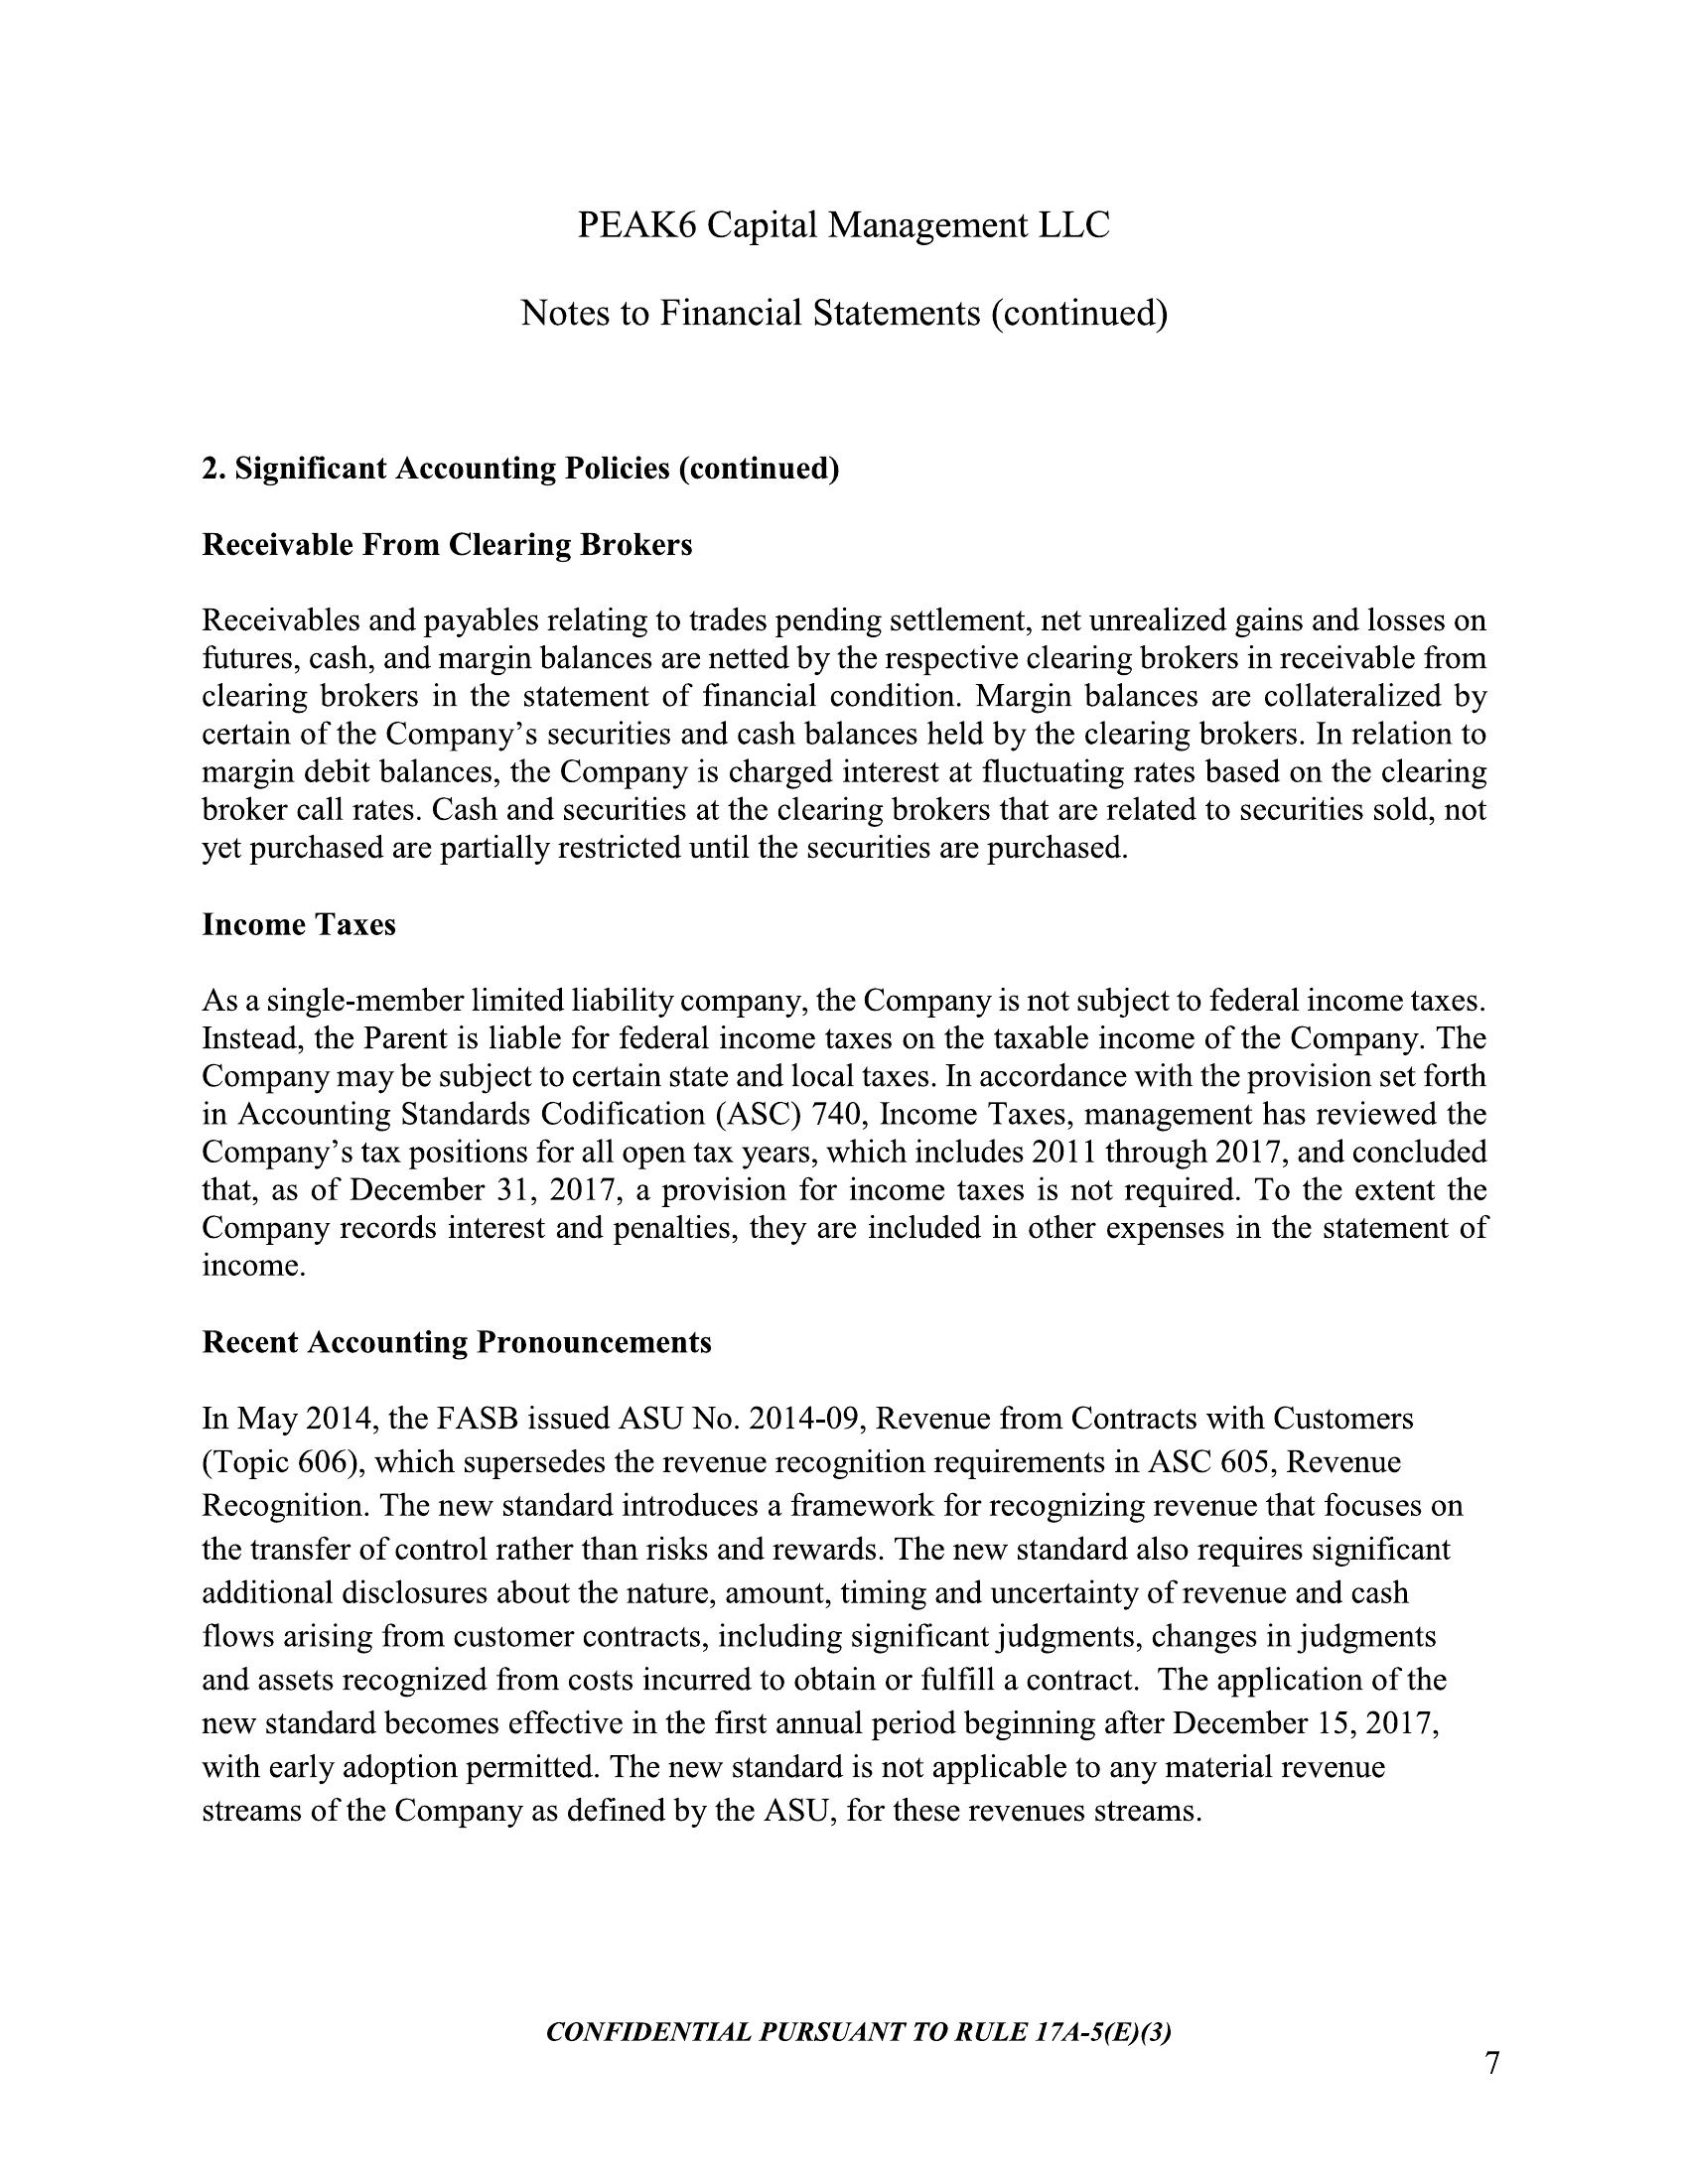 PEAK6 Capital Management LLC
Notes to Financial Statements (continued)
2. Significant Accounting Policies (continued)
Receivable From Clearing Brokers
Receivables and payables relating to trades pending settlement, net unrealized gains and losses on
futures, cash, and margin balances are netted by the respective clearing brokers in receivable from
clearing brokers in the statement of financial condition. Margin balances are collateralized by
certain of the Company’s securities and cash balances held by the clearing brokers. In relation to
margin debit balances, the Company is charged interest at fluctuating rates based on the clearing
broker call rates. Cash and securities at the clearing brokers that are related to securities sold, not
yet purchased are partially restricted until the securities are purchased.
Income Taxes
As a single-member limited liability company, the Company is not subject to federal income taxes.
Instead, the Parent is liable for federal income taxes on the taxable income of the Company. The
Company may be subject to certain state and local taxes. In accordance with the provision set forth
in Accounting Standards Codification (ASC) 740, Income Taxes, management has reviewed the
Company’s tax positions for all open tax years, which includes 2011 through 2017, and concluded
that, as of December 31, 2017, a provision for income taxes is not required. To the extent the
Company records interest and penalties, they are included in other expenses in the statement of
income.
Recent Accounting Pronouncements
In May 2014, the FASB issued ASU No. 2014-09, Revenue from Contracts with Customers
(Topic 606), which supersedes the revenue recognition requirements in ASC 605, Revenue
Recognition. The new standard introduces a framework for recognizing revenue that focuses on
the transfer of control rather than risks and rewards. The new standard also requires significant
additional disclosures about the nature, amount, timing and uncertainty of revenue and cash
flows arising from customer contracts, including significant judgments, changes in judgments
and assets recognized from costs incurred to obtain or fulfill a contract.  The application of the
new standard becomes effective in the first annual period beginning after December 15, 2017,
with early adoption permitted. The new standard is not applicable to any material revenue
streams of the Company as defined by the ASU, for these revenues streams.
CONFIDENTIAL PURSUANT TO RULE 17A-5(E)(3)
7